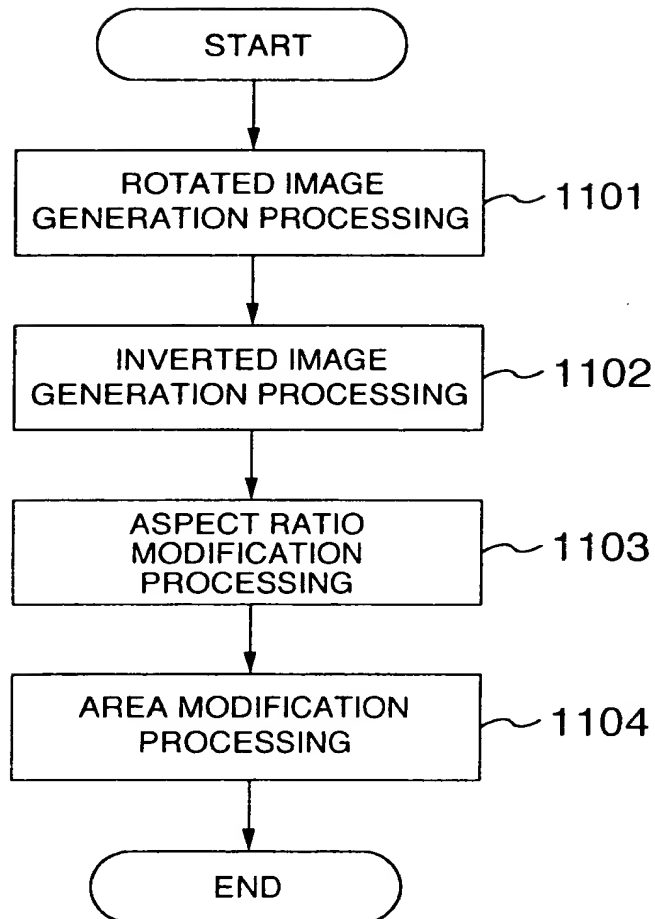 START
ROTATED IMAGE
GENERATION PROCESSING
1101
INVERTED IMAGE
GENERATION PROCESSING
1102
ASPECT RATIO
MODIFICATION
PROCESSING
1103
AREA MODIFICATION
PROCESSING
1104
END